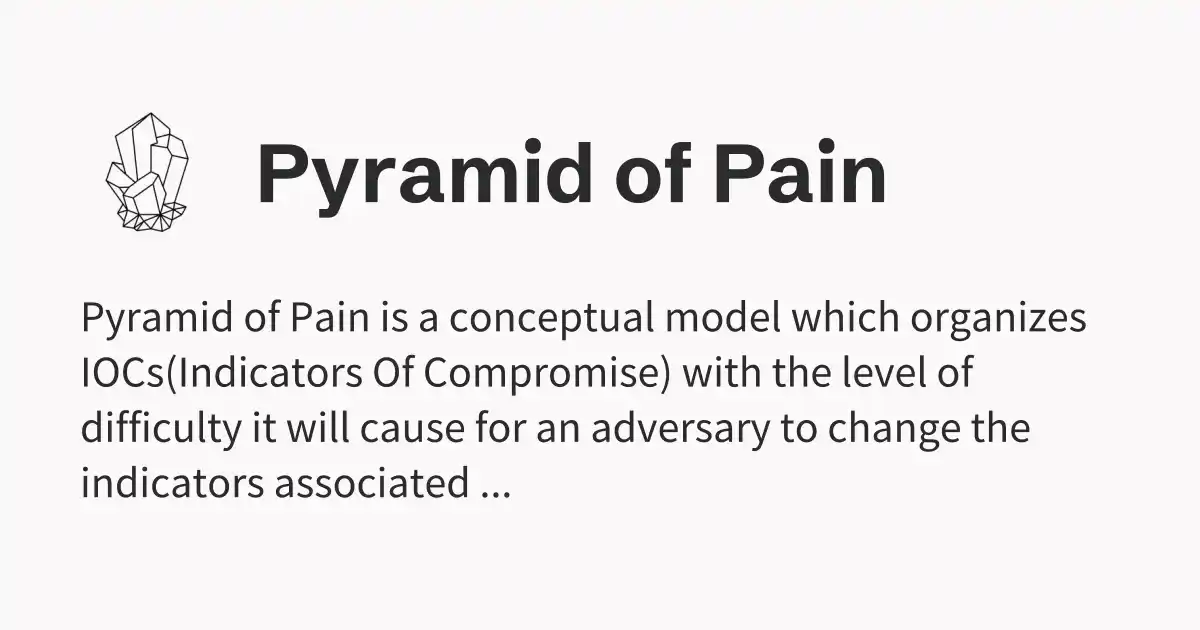 Pyramid of Pain
Pyramid of Pain is a conceptual model which organizes
IOCs(Indicators Of Compromise) with the level of
difficulty it will cause for an adversary to change the
indicators associated ...